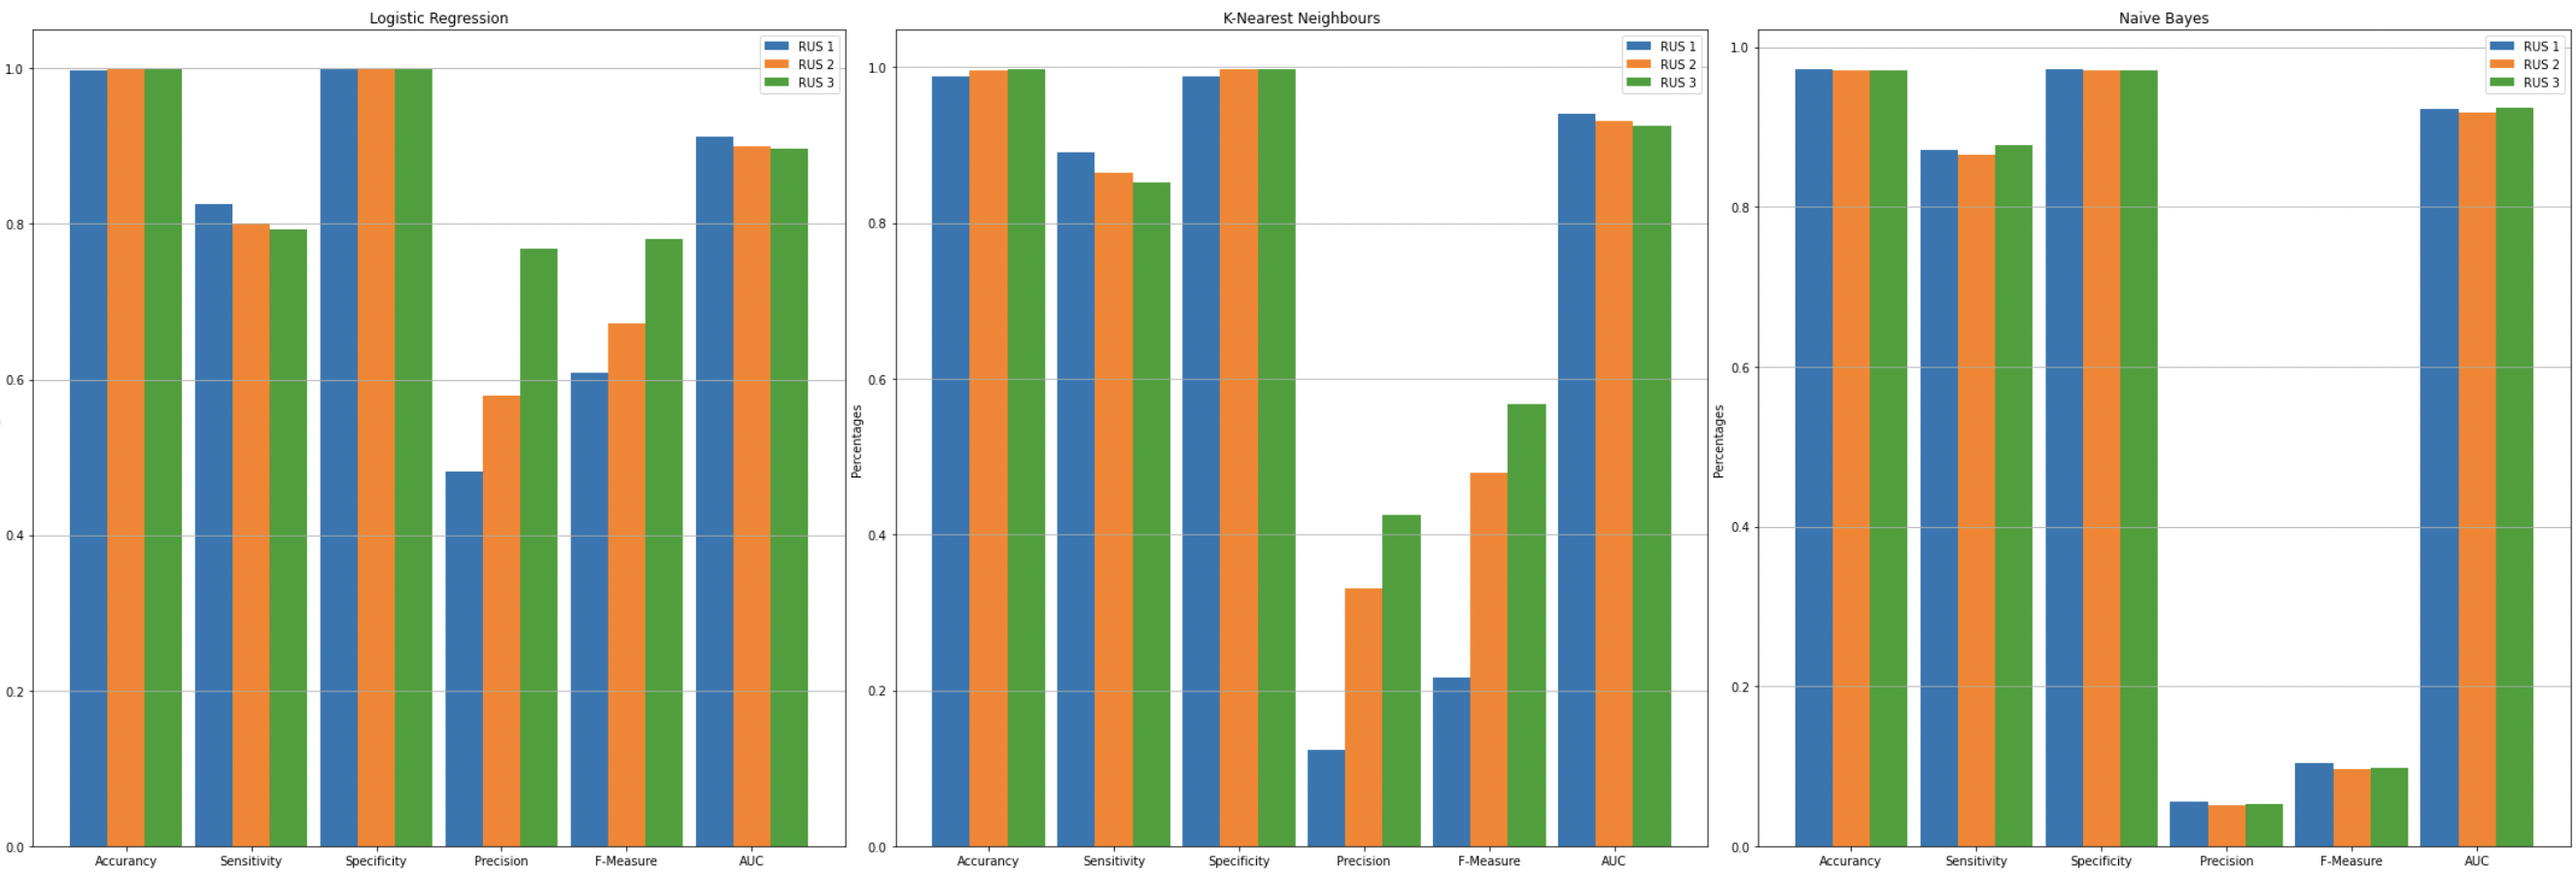 Logistic Regression
RUS 1
RUS 2
RUS 3
1.0
0.8
0.6
0.4
0.2
0.0
Accurancy Sensitivity Specificity Precision F-Measure AUC
K-Nearest Neighbours
RUS 1
RUS 2
RUS 3
Percentages
1.0
0.8
0.6
0.4
0.2
0.0
Accurancy Sensitivity Specificity Precision F-Measure AUC
Naive Bayes
RUS 1
RUS 2
RUS 3
Percentages
1.0
0.8
0.6
0.4
0.2
0.0
Accurancy Sensitivity Specificity Precision F-Measure AUC